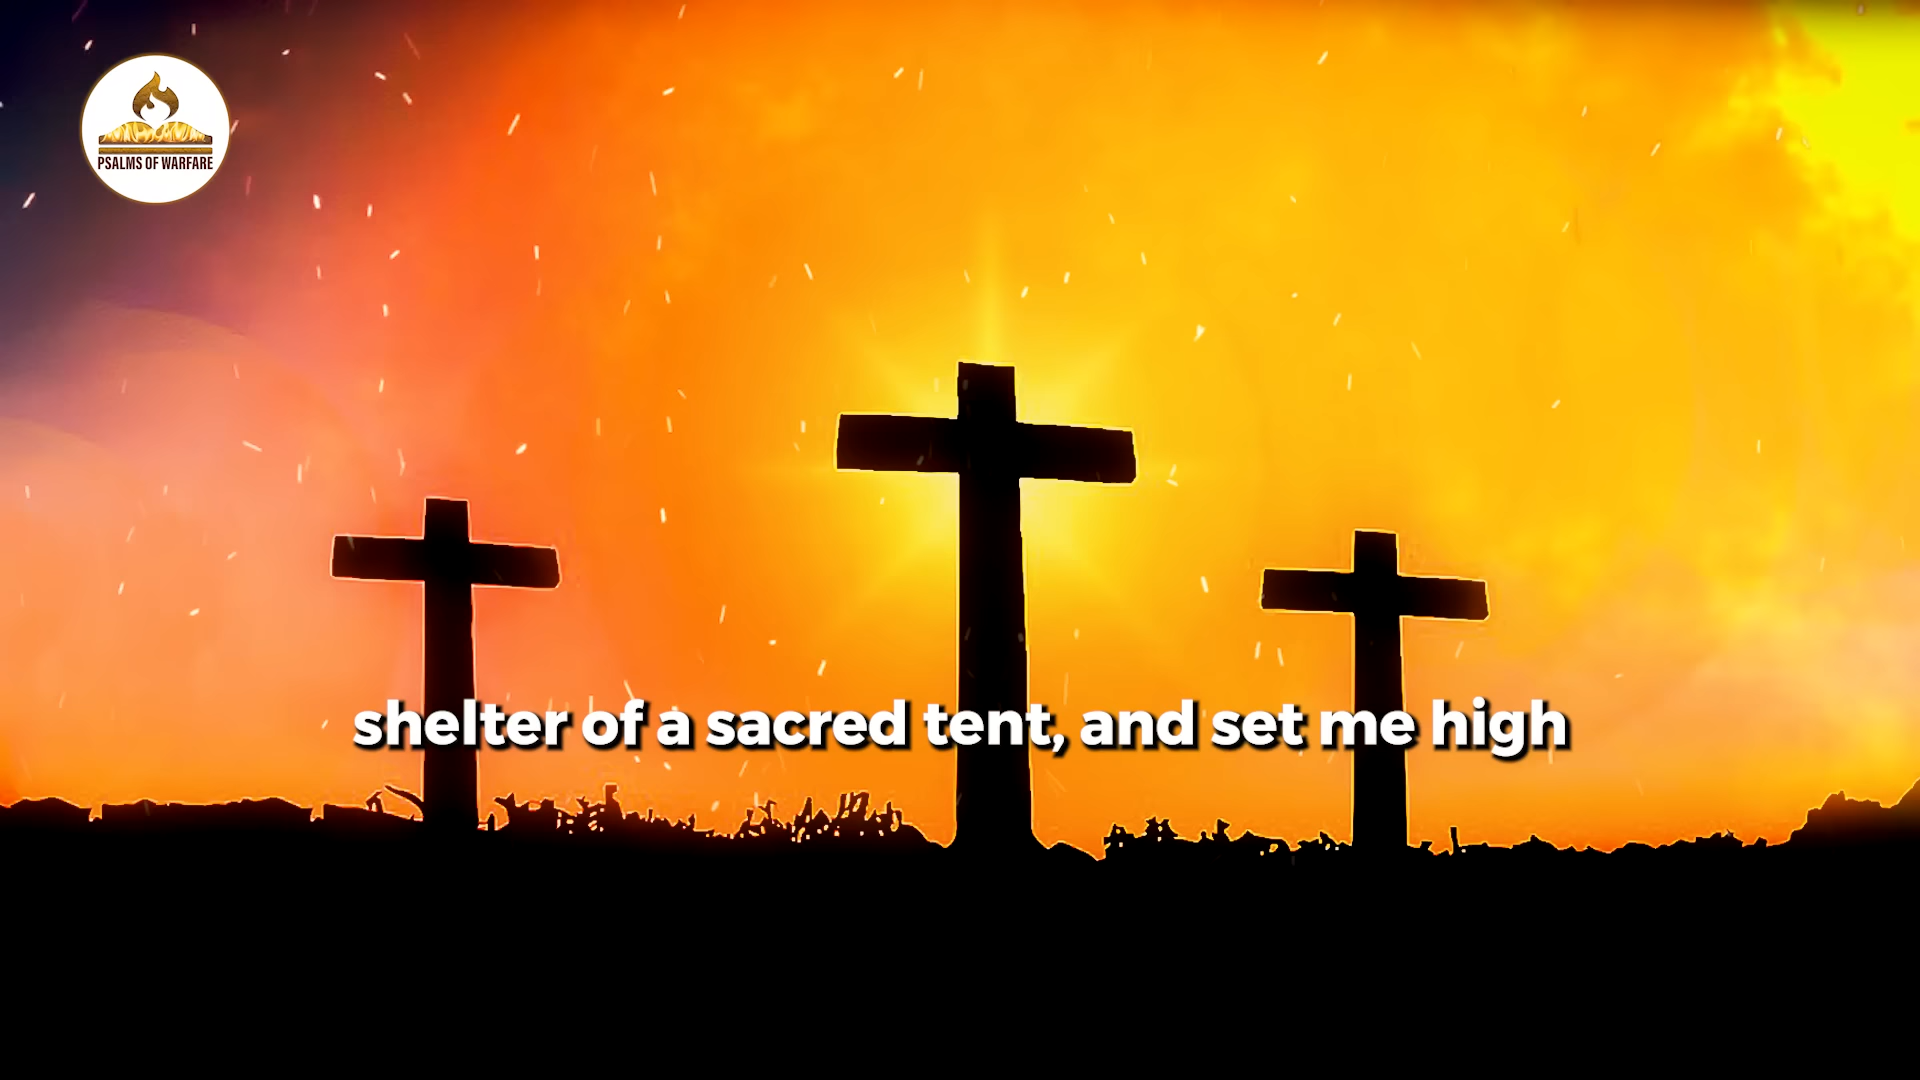 PSALMS OF WARFARE
shelter of a sacred tent, and set me high